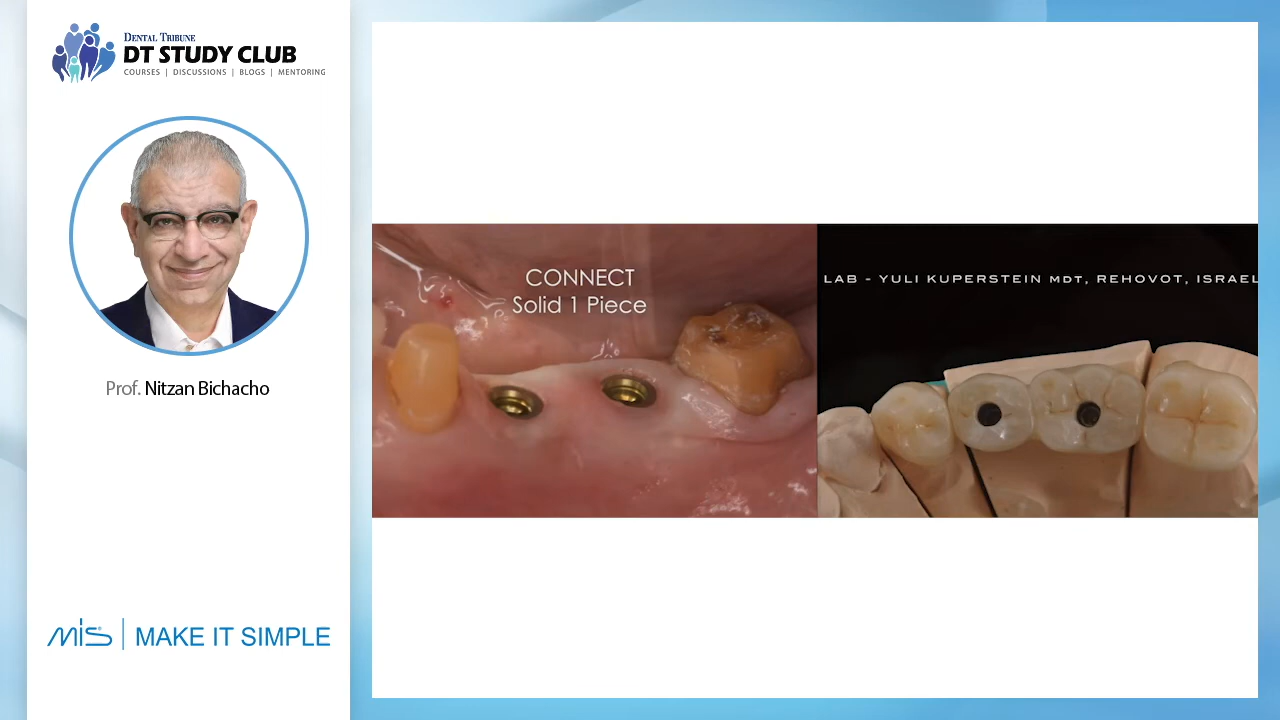 DENTAL TRIBUNE
DT STUDY CLUB
COURSES | DISCUSSIONS | BLOGS | MENTORING
Prof. Nitzan Bichacho
MIS® | MAKE IT SIMPLE
CONNECT
Solid 1 Piece
LAB - YULI KUPERSTEIN MDT, REHOVOT, ISRAEL